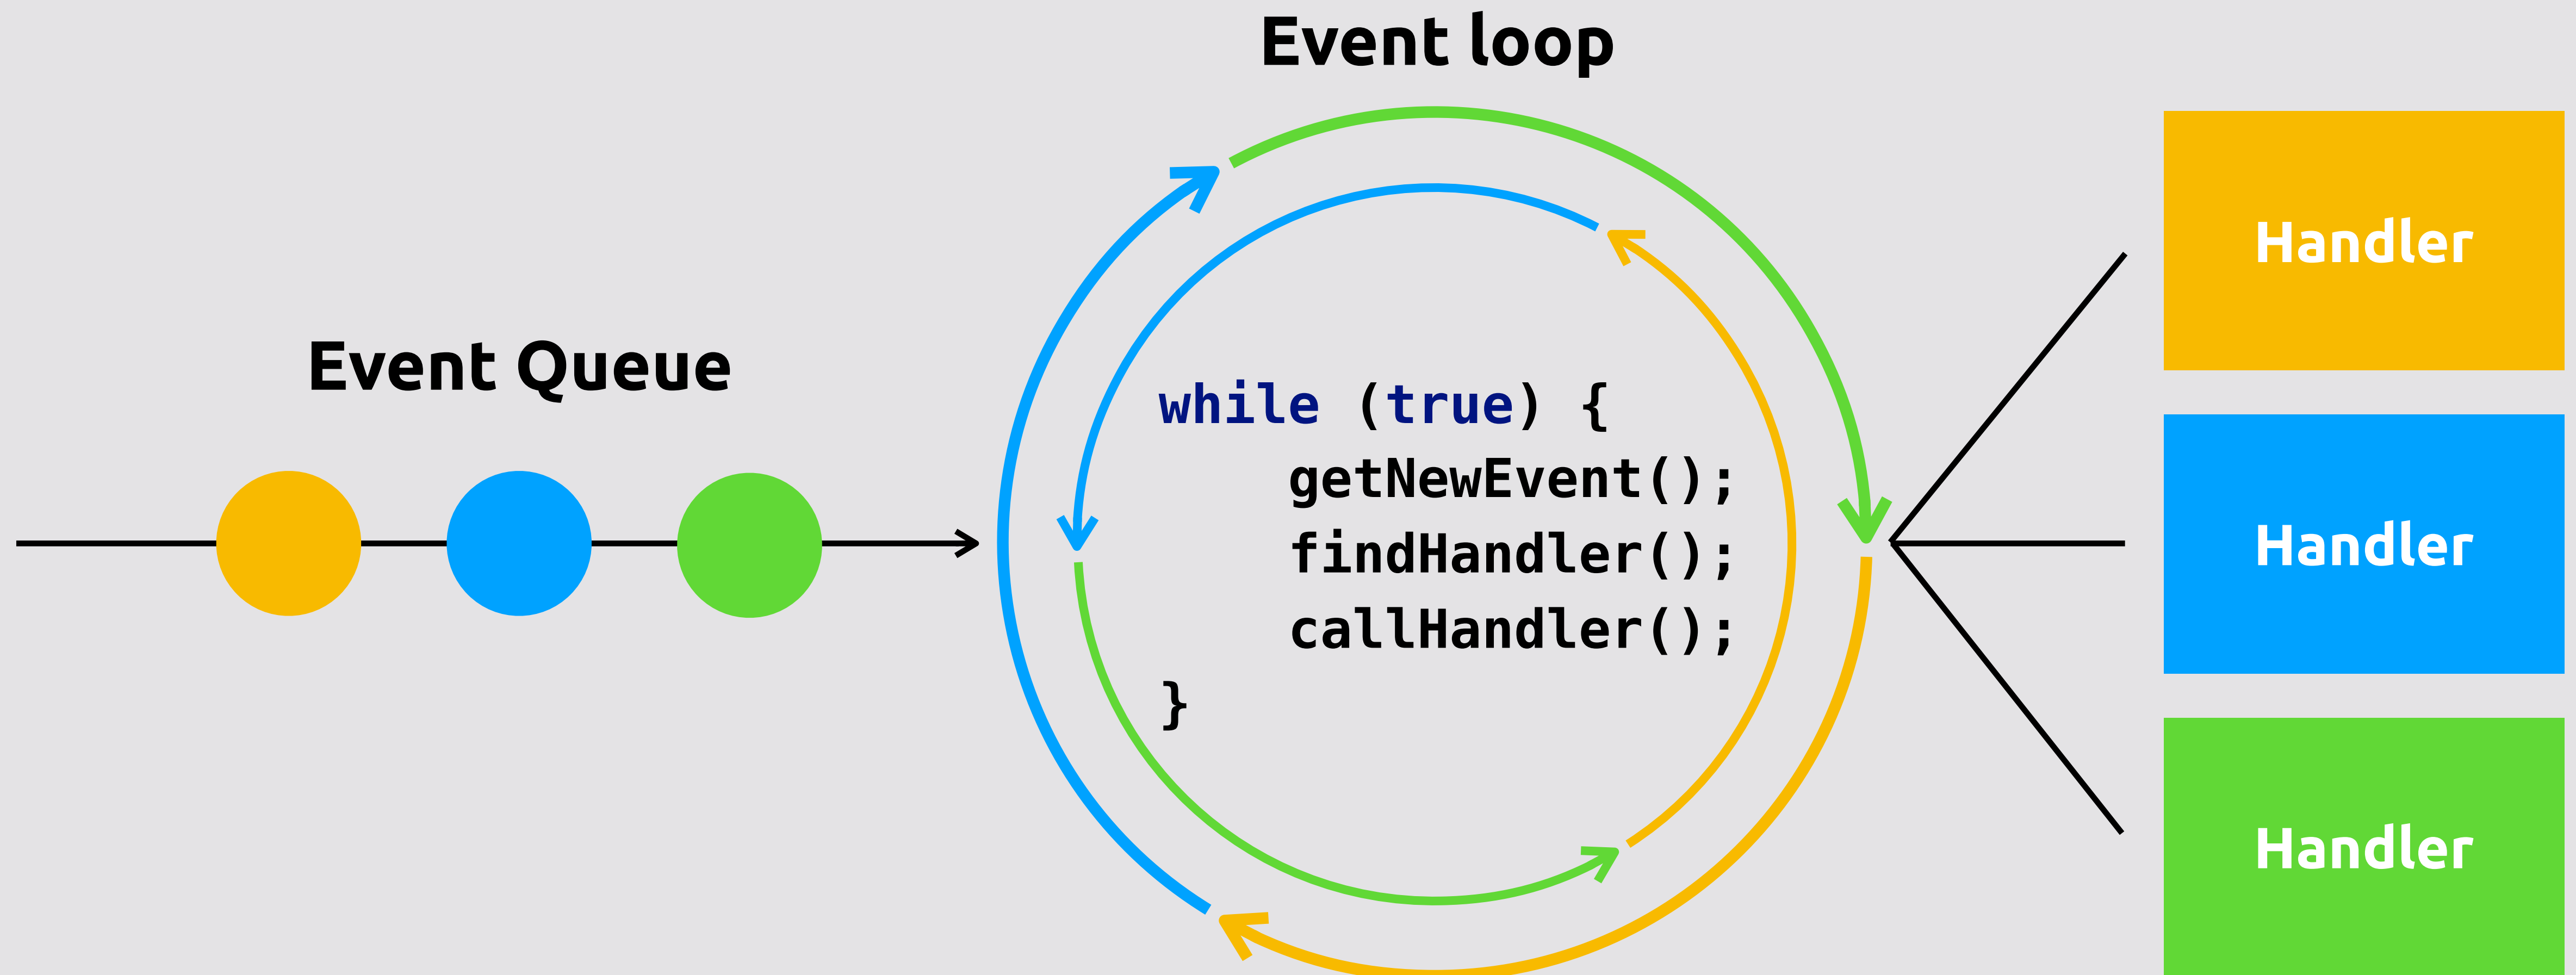 Event loop
Event Queue
while (true) {
    getNewEvent();
    findHandler();
    callHandler();
}
Handler
Handler
Handler